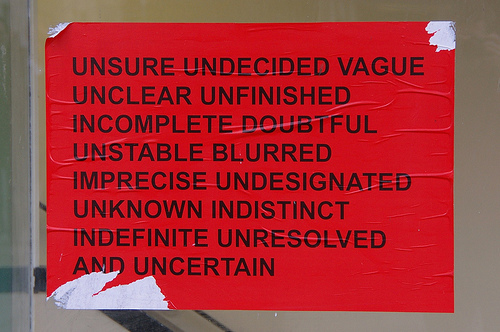 UNSURE UNDECIDED VAGUE
UNCLEAR UNFINISHED
INCOMPLETE DOUBTFUL
UNSTABLE BLURRED
IMPRECISE UNDESIGNATED
UNKNOWN INDISTINCT
INDEFINITE UNRESOLVED
AND UNCERTAIN